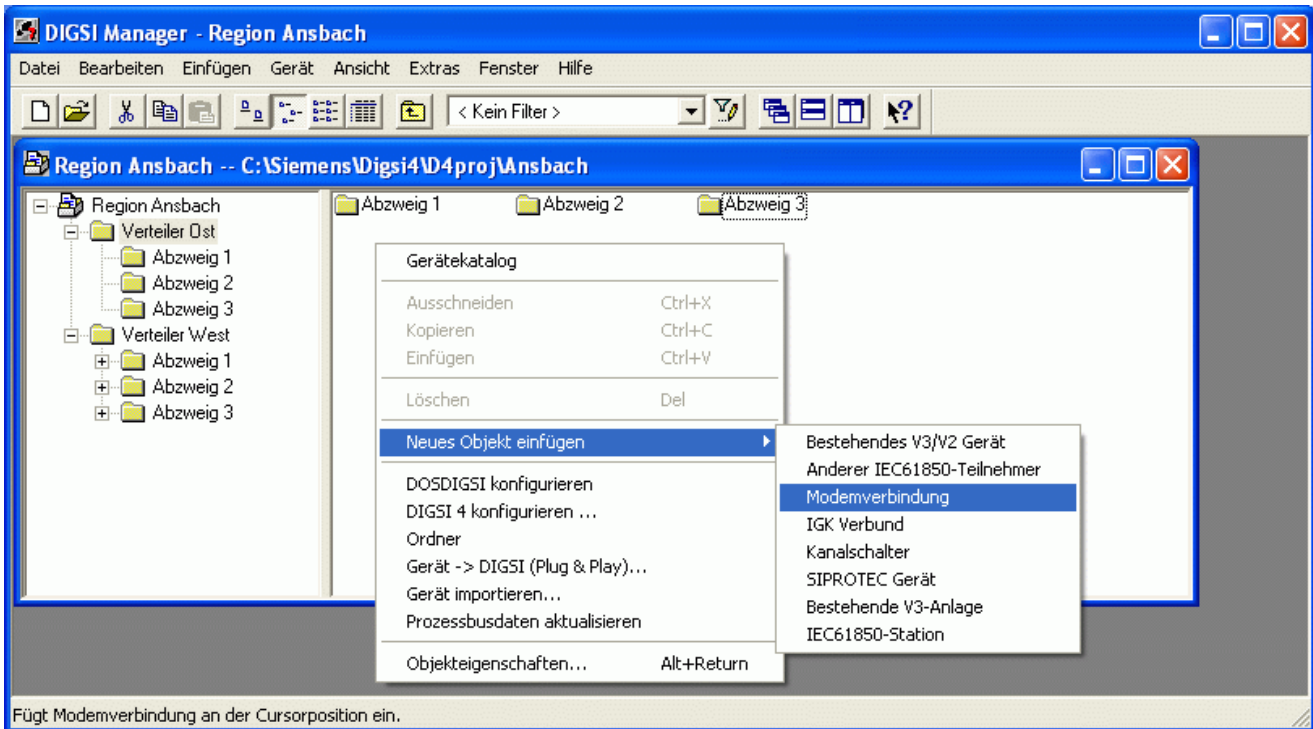 DIGSI Manager - Region Ansbach
Datei Bearbeiten Einfügen Gerät Ansicht Extras Fenster Hilfe
< Kein Filter >
Region Ansbach -- C:\Siemens\Digsi4\D4proj\Ansbach
Region Ansbach
Verteiler Ost
Abzweig 1
Abzweig 2
Abzweig 3
Verteiler West
Abzweig 1
Abzweig 2
Abzweig 3
Abzweig 1 Abzweig 2 Abzweig 3
Gerätekatalog
Ausschneiden Ctrl+X
Kopieren Ctrl+C
Einfügen Ctrl+V
Löschen Del
Neues Objekt einfügen
DOSDIGSI konfigurieren
DIGSI 4 konfigurieren ...
Ordner
Gerät -> DIGSI (Plug & Play)...
Gerät importieren...
Prozessbusdaten aktualisieren
Objekteigenschaften... Alt+Return
Bestehendes V3/V2 Gerät
Anderer IEC61850-Teilnehmer
Modemverbindung
IGK Verbund
Kanalschalter
SIPROTEC Gerät
Bestehende V3-Anlage
IEC61850-Station
Fügt Modemverbindung an der Cursorposition ein.